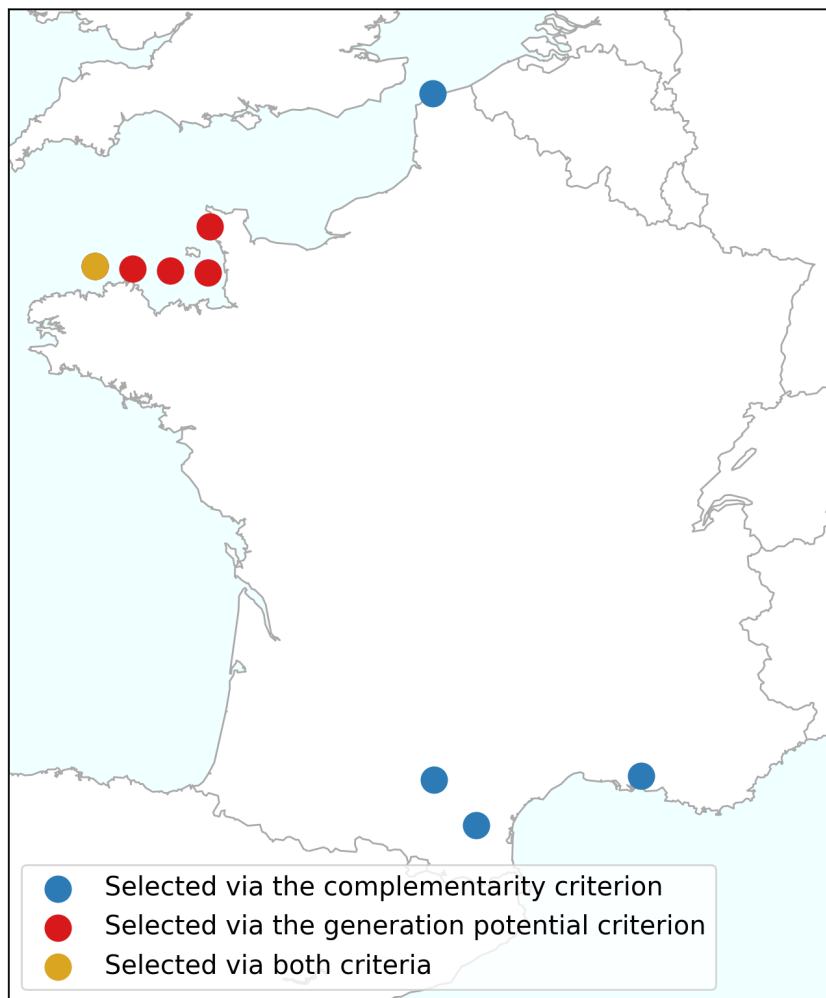 Selected via the complementarity criterion
Selected via the generation potential criterion
Selected via both criteria